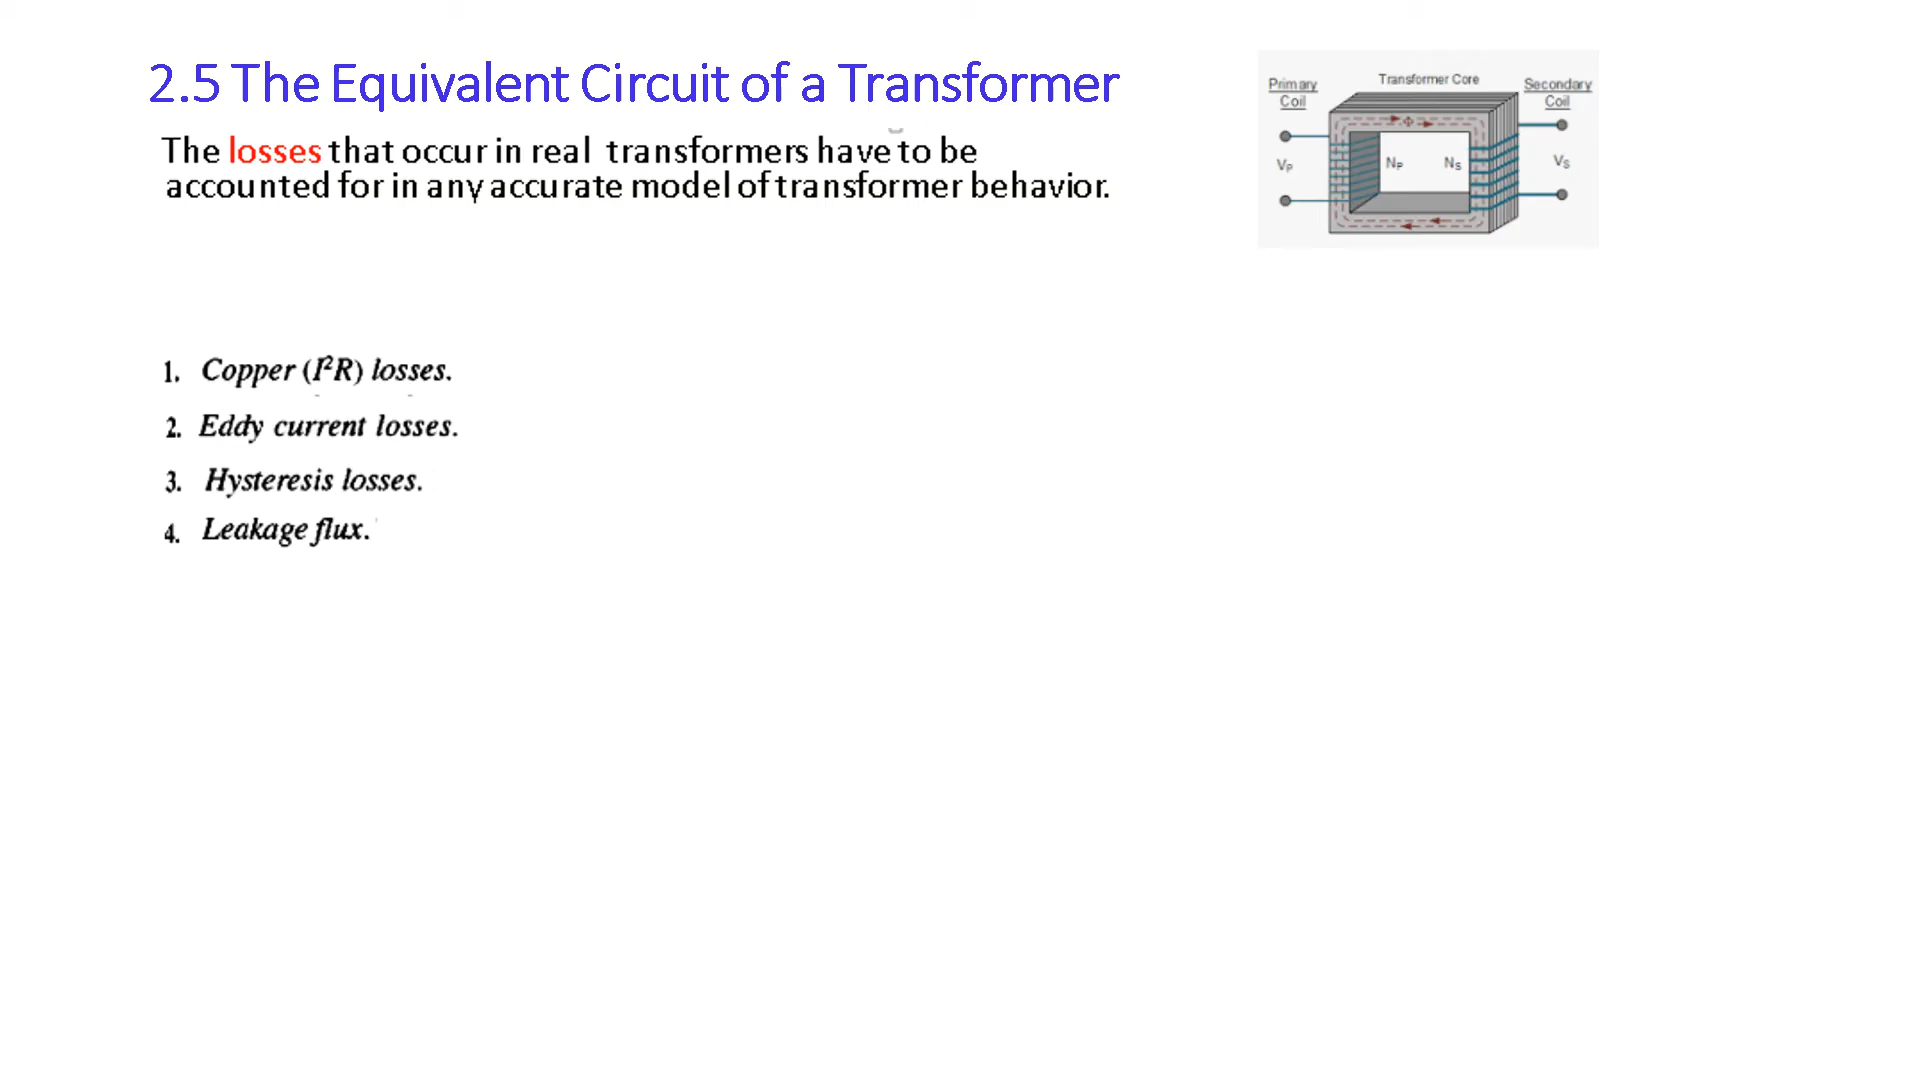 2.5 The Equivalent Circuit of a Transformer
The losses that occur in real transformers have to be
accounted for in any accurate model of transformer behavior.
Primary
Coil
Transformer Core
Secondary
Coil
Φ
VP
NP
NS
VS
1. Copper (I²R) losses.
2. Eddy current losses.
3. Hysteresis losses.
4. Leakage flux.